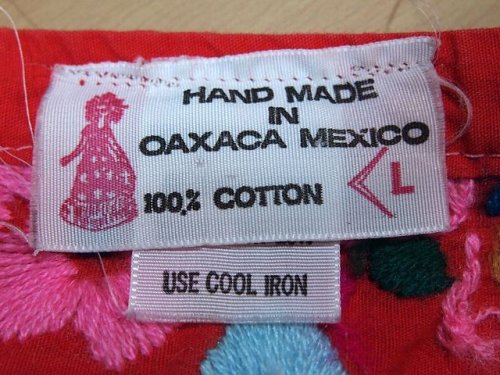 HAND MADE
IN
OAXACA MEXICO
100,% COTTON
L
USE COOL IRON